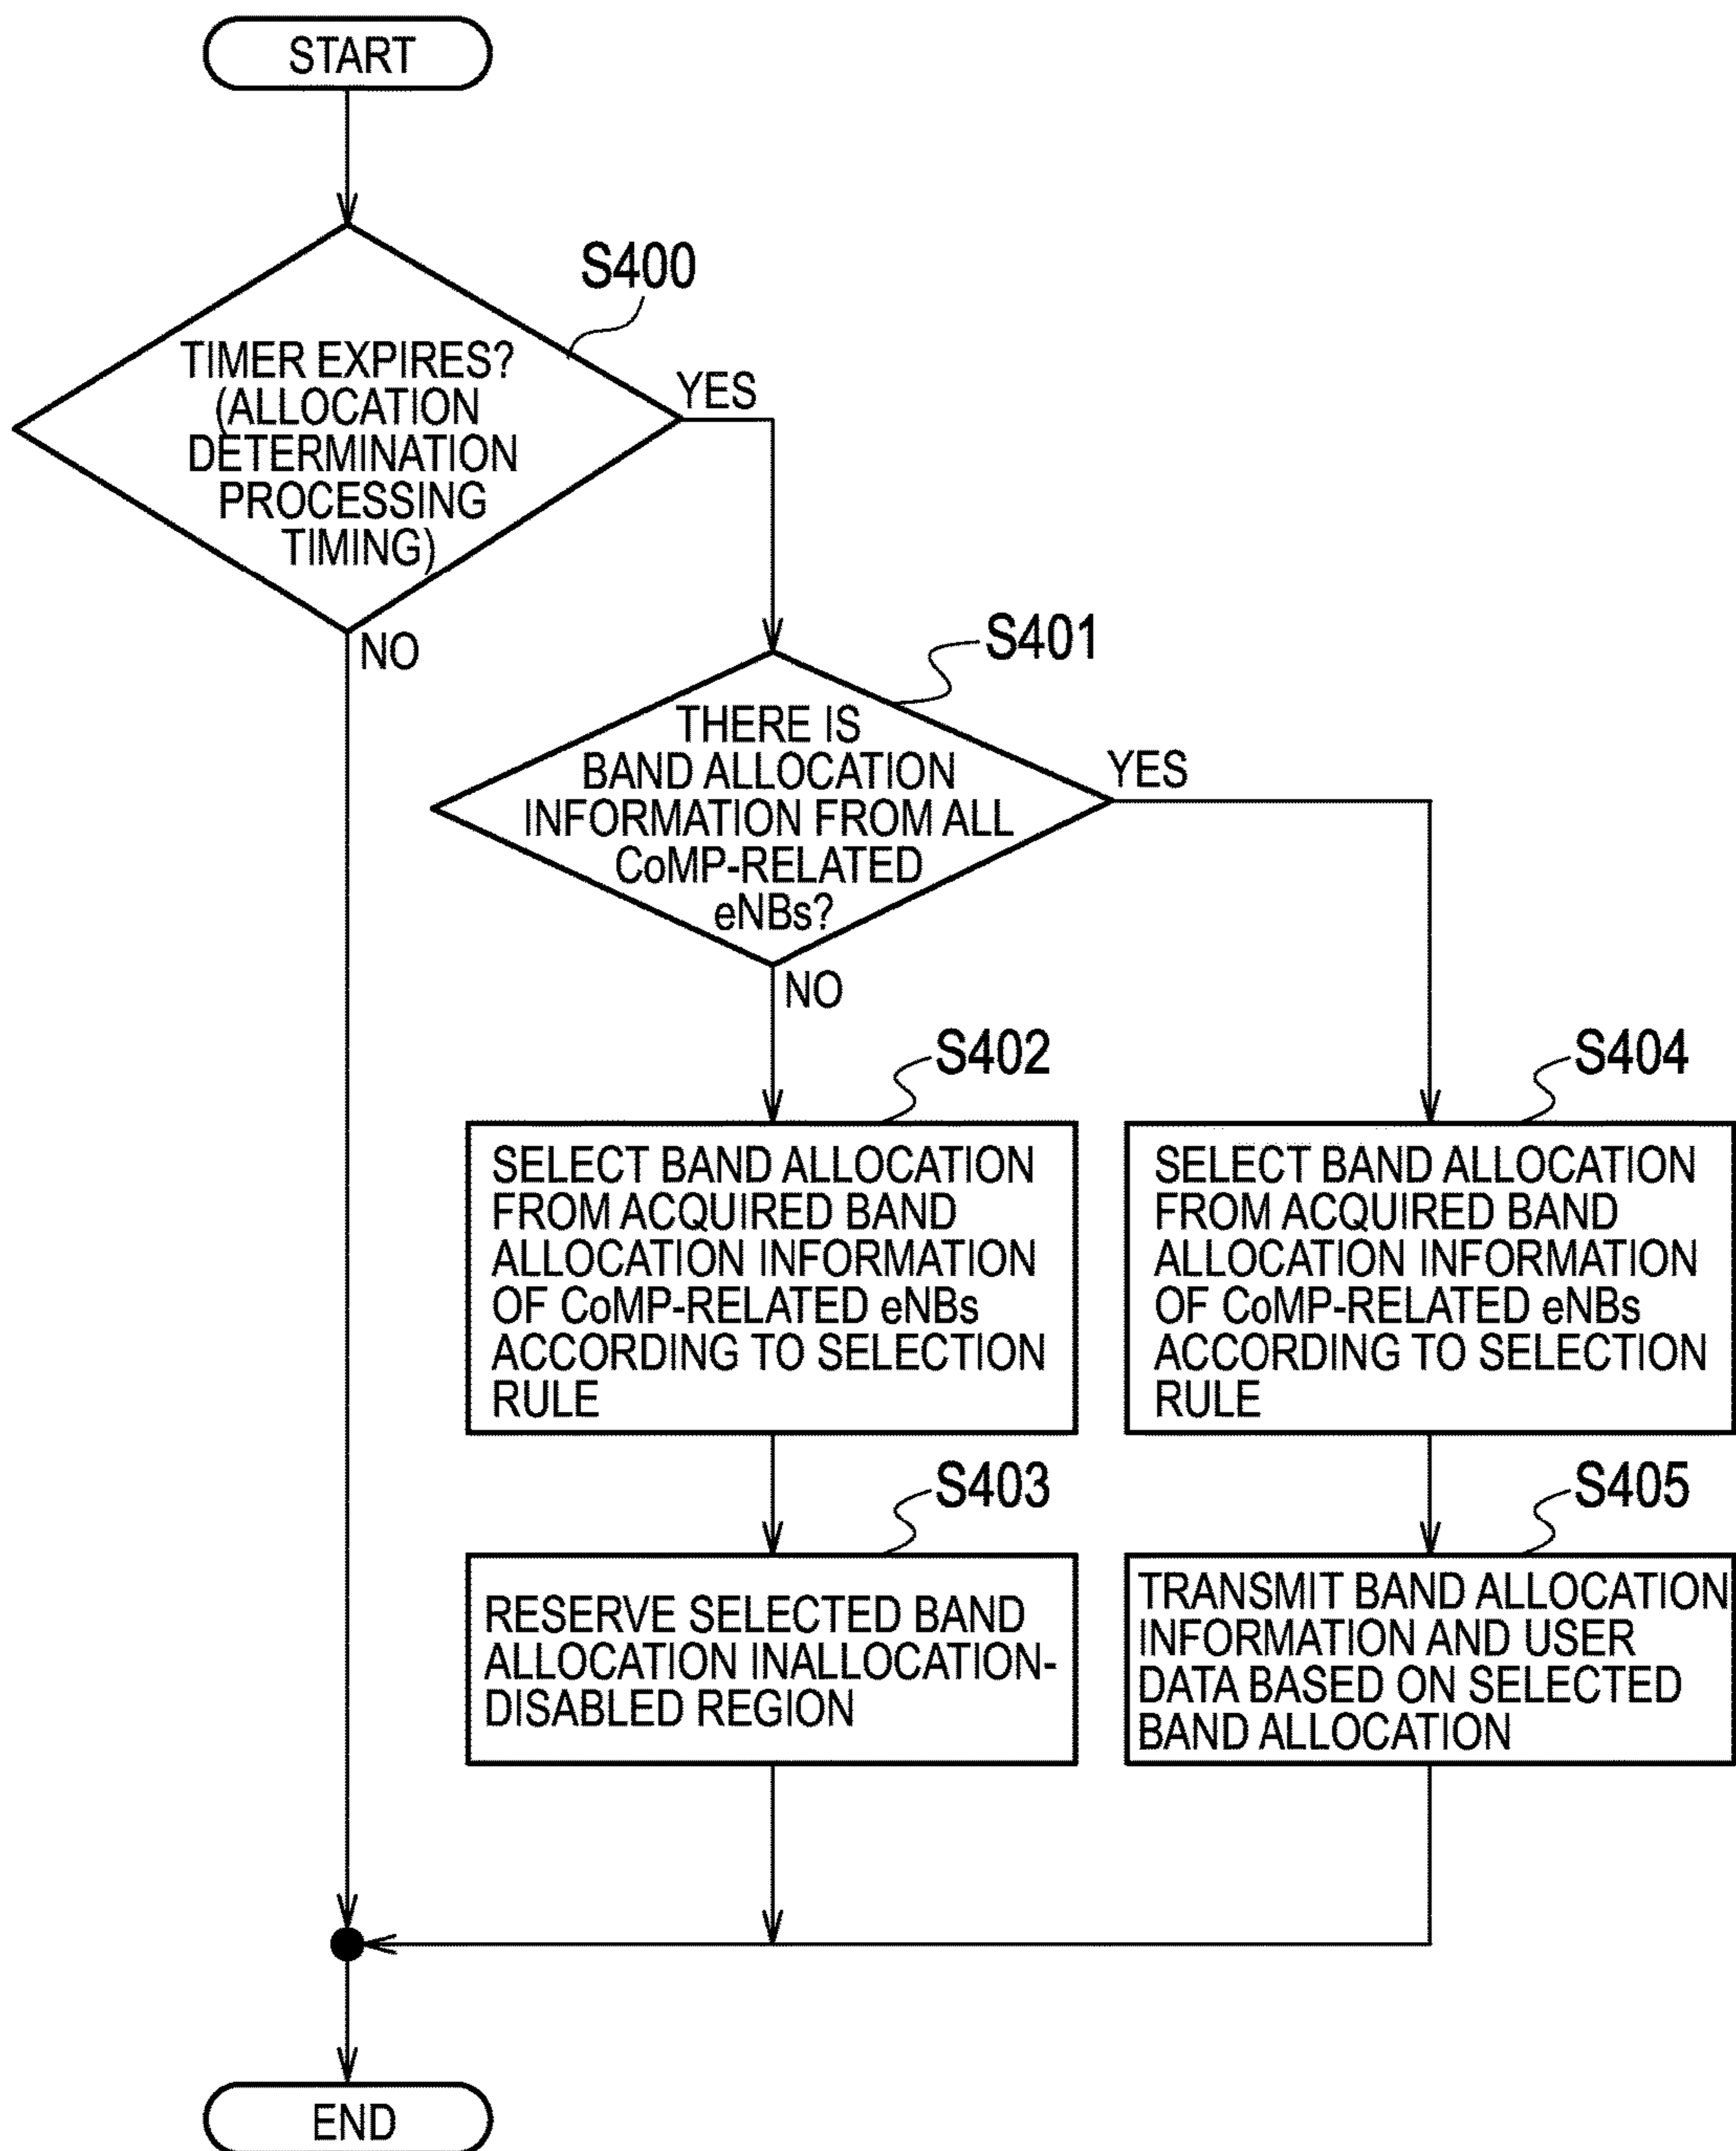 START
S400
TIMER EXPIRES?
(ALLOCATION
DETERMINATION
PROCESSING
TIMING)
YES
NO
S401
THERE IS
BAND ALLOCATION
INFORMATION FROM ALL
CoMP-RELATED
eNBs?
YES
NO
S402
SELECT BAND ALLOCATION
FROM ACQUIRED BAND
ALLOCATION INFORMATION
OF CoMP-RELATED eNBs
ACCORDING TO SELECTION
RULE
S404
SELECT BAND ALLOCATION
FROM ACQUIRED BAND
ALLOCATION INFORMATION
OF CoMP-RELATED eNBs
ACCORDING TO SELECTION
RULE
S403
RESERVE SELECTED BAND
ALLOCATION INALLOCATION-
DISABLED REGION
S405
TRANSMIT BAND ALLOCATION
INFORMATION AND USER
DATA BASED ON SELECTED
BAND ALLOCATION
END